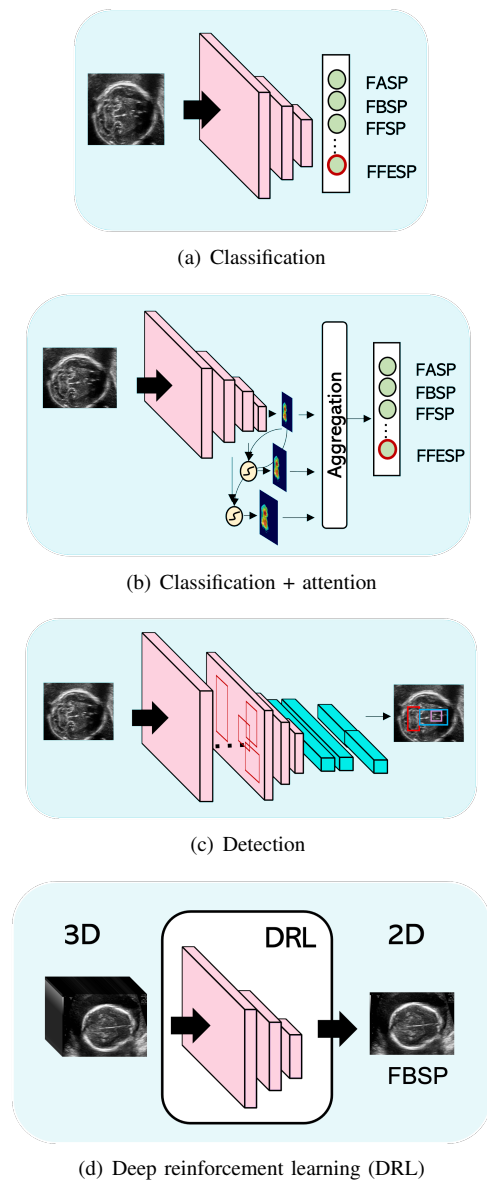 FASP
FBSP
FFSP
FFESP
(a) Classification
Aggregation
FASP
FBSP
FFSP
FFESP
(b) Classification + attention
(c) Detection
3D
DRL
2D
FBSP
(d) Deep reinforcement learning (DRL)